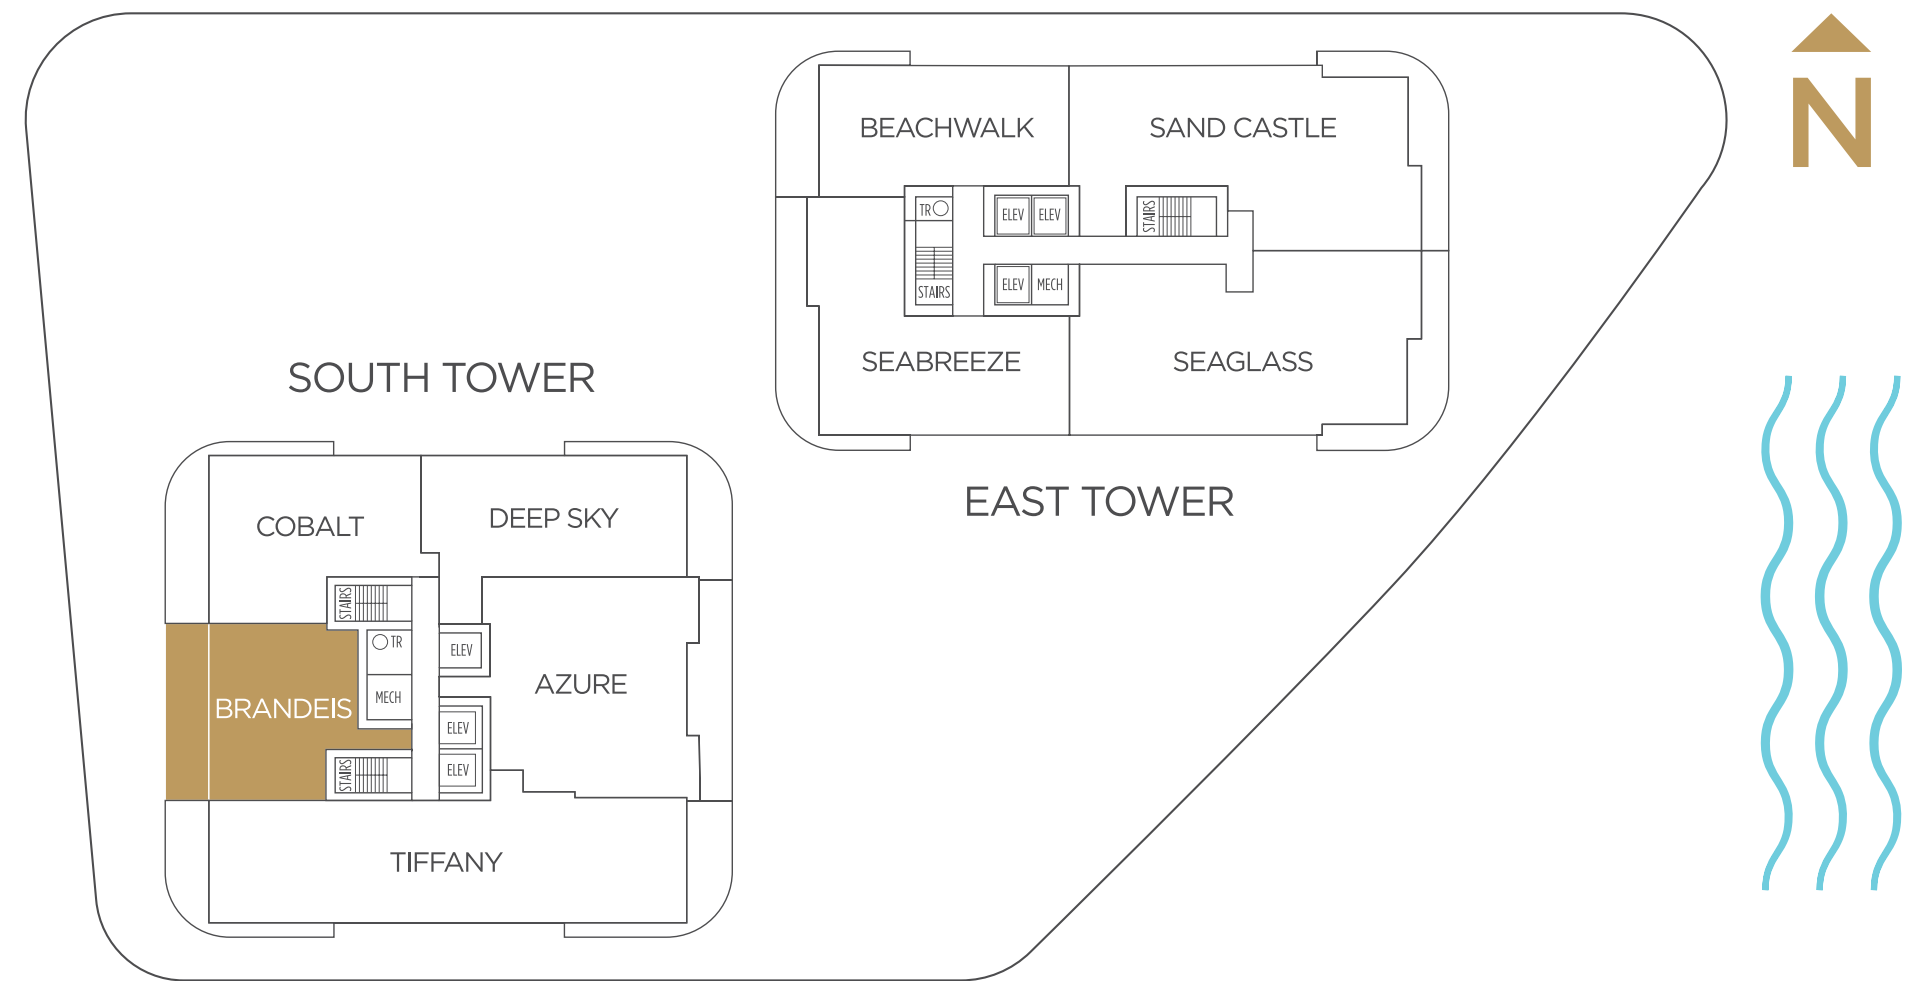 N
BEACHWALK
SAND CASTLE
TR
ELEV
ELEV
STAIRS
STAIRS
ELEV
MECH
SEABREEZE
SEAGLASS
EAST TOWER
SOUTH TOWER
COBALT
DEEP SKY
STAIRS
TR
ELEV
AZURE
BRANDEIS
MECH
ELEV
ELEV
STAIRS
TIFFANY